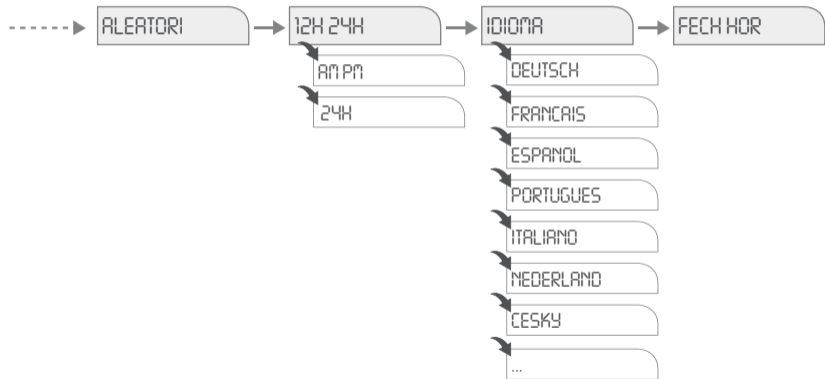 ALEATORI
12H 24H
AM PM
24H
IDIOMA
DEUTSCH
FRANCAIS
ESPANOL
PORTUGUES
ITALIANO
NEDERLAND
CESKY
...
FECH HOR